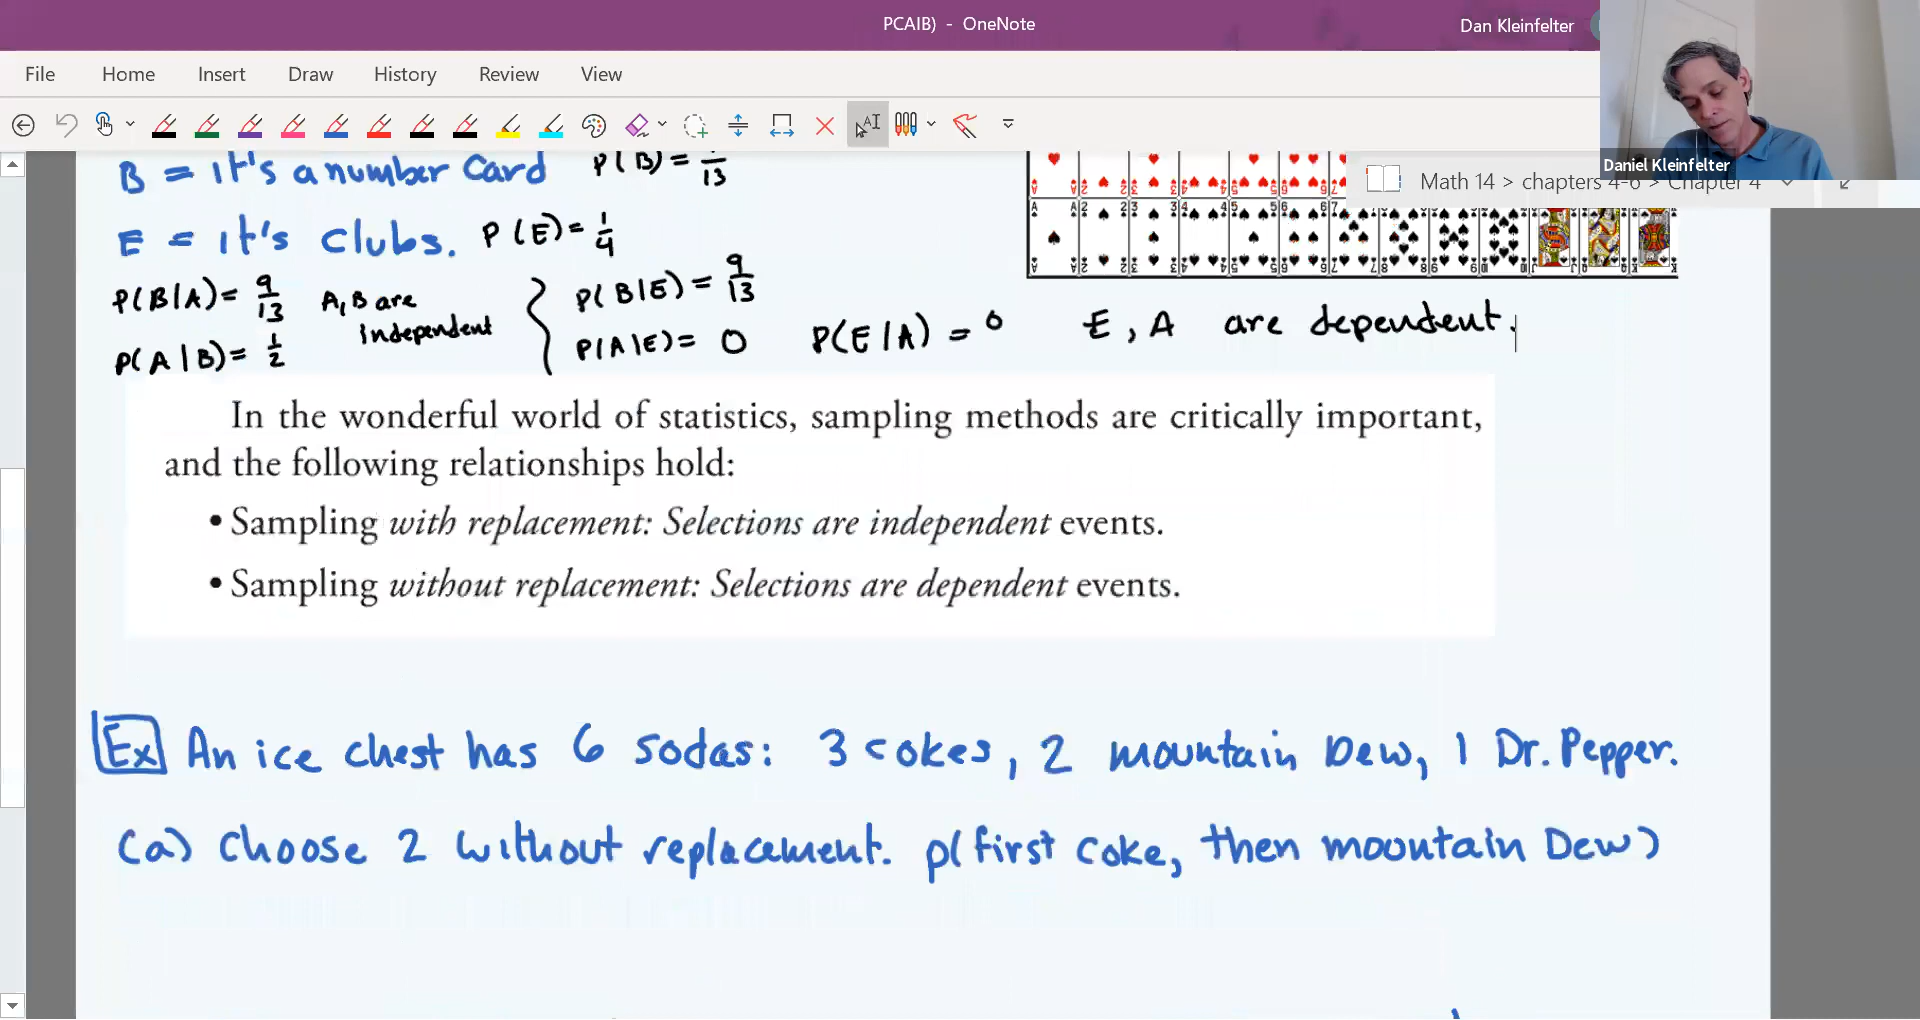 PCAIB) - OneNote
Dan Kleinfelter
File Home Insert Draw History Review View
Daniel Kleinfelter
Math 14 > chapters 4-6 > Chapter 4
B = it's a number card P(B) = 13
E = it's clubs. P(E) = 1/4
P(B|A) = 9/13 A, B are independent
P(A|B) = 1/2
P(B|E) = 9/13
P(A|E) = 0 P(E|A) = 0 E, A are dependent.
In the wonderful world of statistics, sampling methods are critically important,
and the following relationships hold:
• Sampling with replacement: Selections are independent events.
• Sampling without replacement: Selections are dependent events.
Ex An ice chest has 6 sodas: 3 cokes, 2 mountain Dew, 1 Dr. Pepper.
(a) choose 2 without replacement. P(first coke, then mountain Dew)